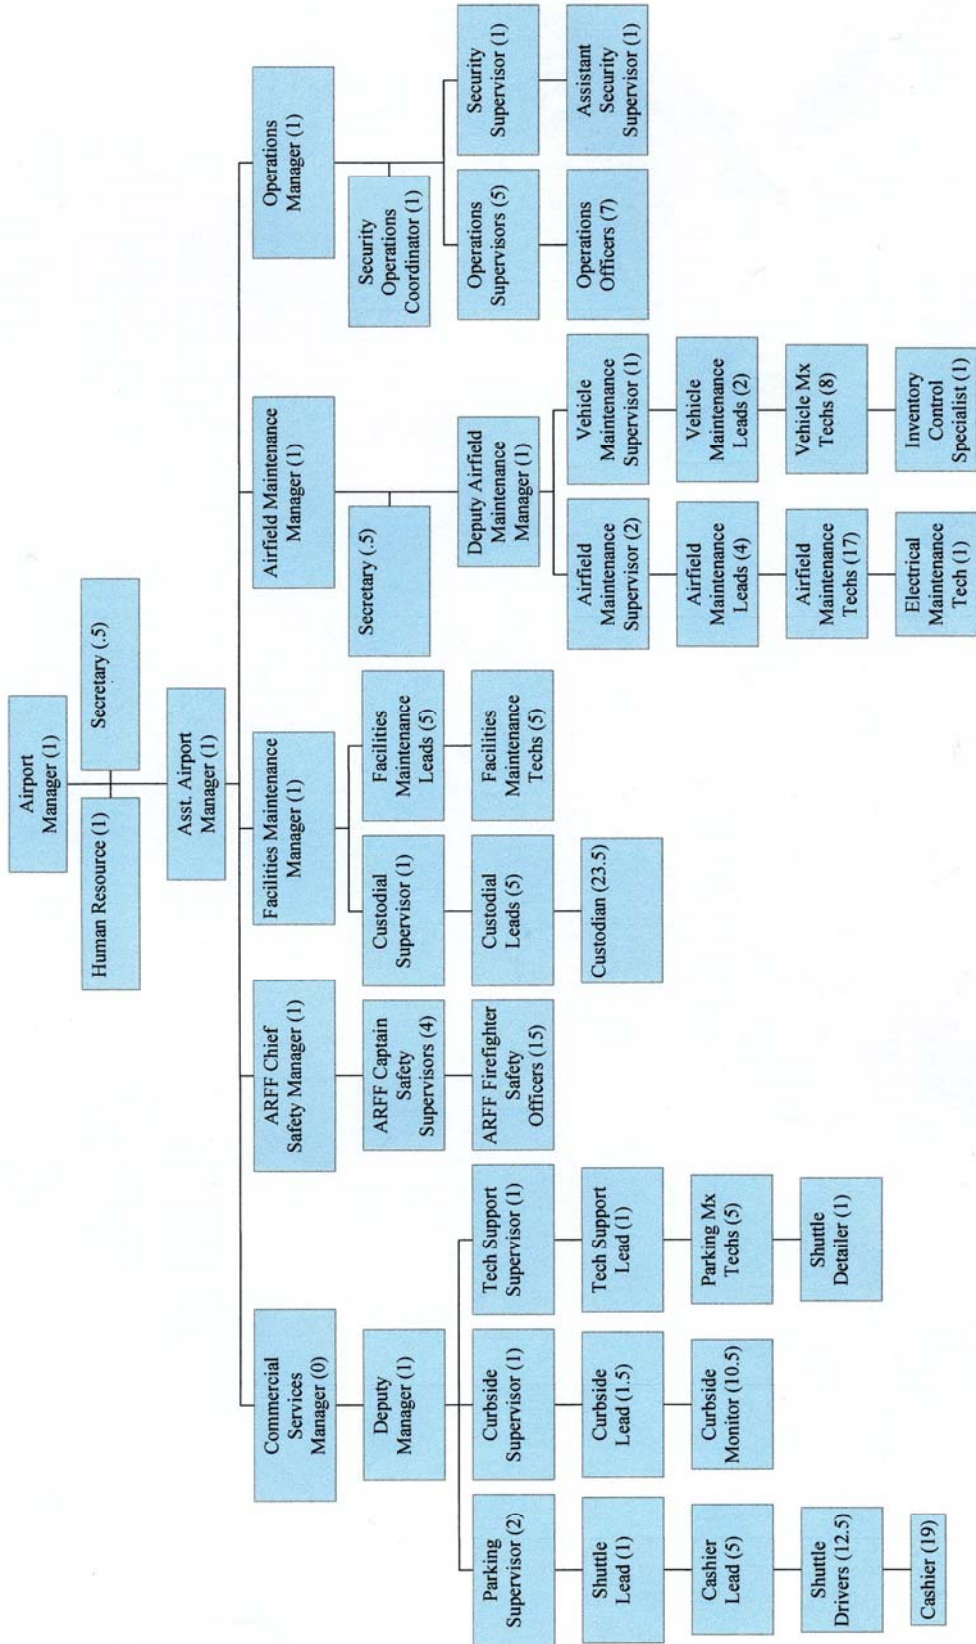 Airport
Manager (1)
Human Resource (1)
Secretary (.5)
Asst. Airport
Manager (1)
Commercial
Services
Manager (0)
ARFF Chief
Safety Manager (1)
Facilities Maintenance
Manager (1)
Airfield Maintenance
Manager (1)
Operations
Manager (1)
Deputy
Manager (1)
Parking
Supervisor (2)
Shuttle
Lead (1)
Cashier
Lead (5)
Shuttle
Drivers (12.5)
Cashier (19)
Curbside
Supervisor (1)
Curbside
Lead (1.5)
Curbside
Monitor (10.5)
Tech Support
Supervisor (1)
Tech Support
Lead (1)
Parking Mx
Techs (5)
Shuttle
Detailer (1)
ARFF Captain
Safety
Supervisors (4)
ARFF Firefighter
Safety
Officers (15)
Custodial
Supervisor (1)
Custodial
Leads (5)
Custodian (23.5)
Facilities
Maintenance
Leads (5)
Facilities
Maintenance
Techs (5)
Secretary (.5)
Deputy Airfield
Maintenance
Manager (1)
Airfield
Maintenance
Supervisor (2)
Airfield
Maintenance
Leads (4)
Airfield
Maintenance
Techs (17)
Electrical
Maintenance
Tech (1)
Vehicle
Maintenance
Supervisor (1)
Vehicle
Maintenance
Leads (2)
Vehicle Mx
Techs (8)
Inventory
Control
Specialist (1)
Security
Operations
Coordinator (1)
Operations
Supervisors (5)
Operations
Officers (7)
Security
Supervisor (1)
Assistant
Security
Supervisor (1)